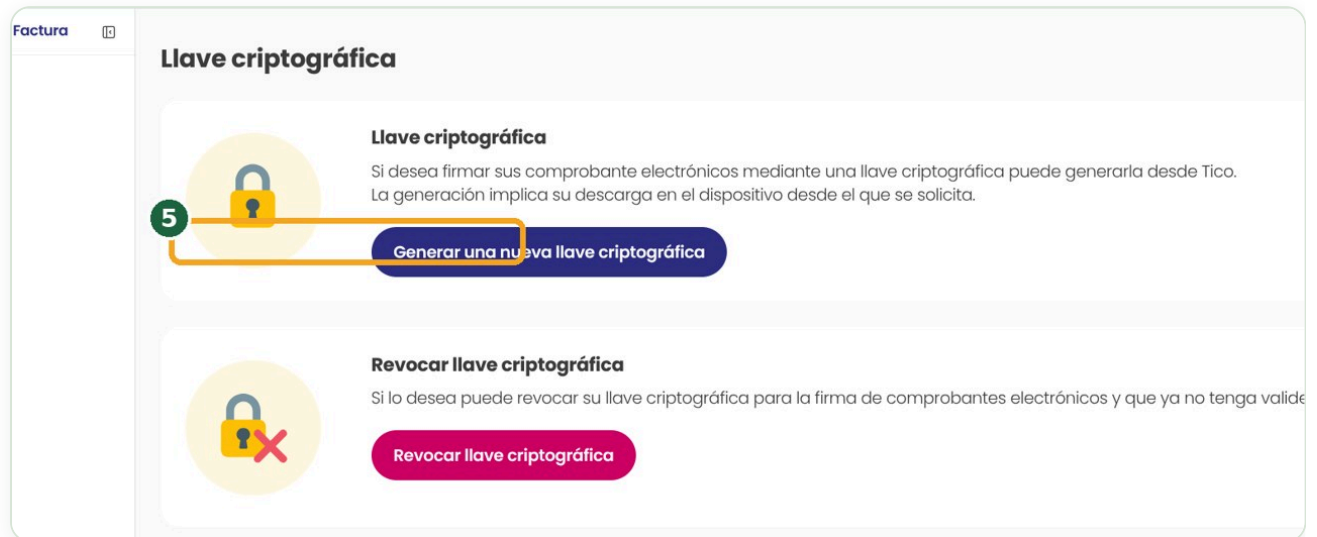 Factura
Llave criptográfica
Llave criptográfica
Si desea firmar sus comprobante electrónicos mediante una llave criptográfica puede generarla desde Tico.
La generación implica su descarga en el dispositivo desde el que se solicita.
5
Generar una nueva llave criptográfica
Revocar llave criptográfica
Si lo desea puede revocar su llave criptográfica para la firma de comprobantes electrónicos y que ya no tenga valide
Revocar llave criptográfica